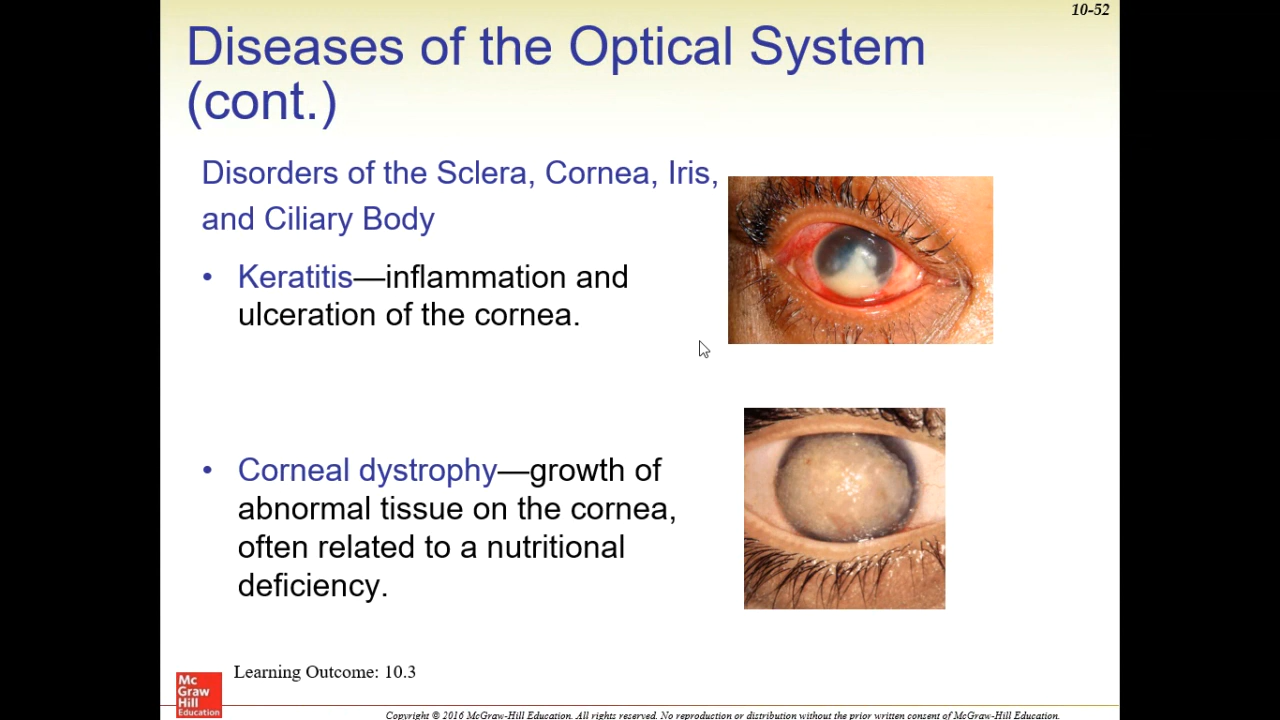 10-52
Diseases of the Optical System
(cont.)
Disorders of the Sclera, Cornea, Iris,
and Ciliary Body
• Keratitis—inflammation and
ulceration of the cornea.
• Corneal dystrophy—growth of
abnormal tissue on the cornea,
often related to a nutritional
deficiency.
Learning Outcome: 10.3
Mc
Graw
Hill
Education
Copyright © 2016 McGraw-Hill Education. All rights reserved. No reproduction or distribution without the prior written consent of McGraw-Hill Education.